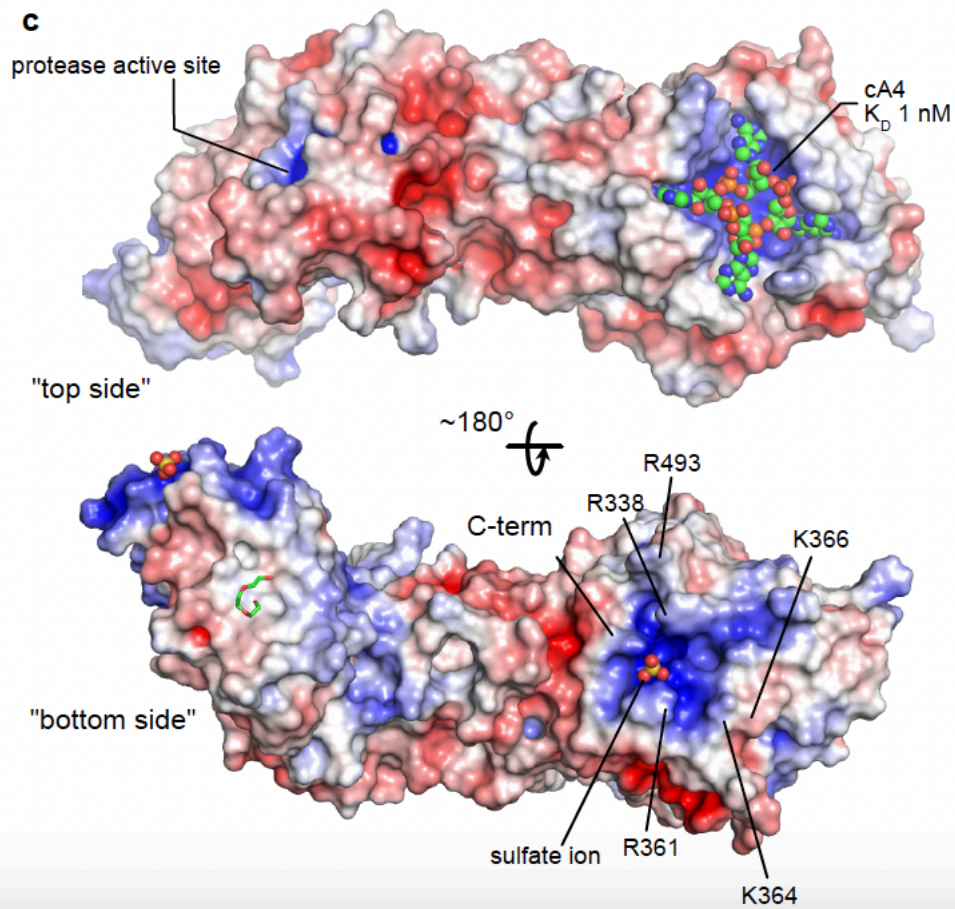 c
protease active site
cA4
K_D 1 nM
"top side"
~180°
R493
R338
C-term
K366
"bottom side"
sulfate ion
R361
K364